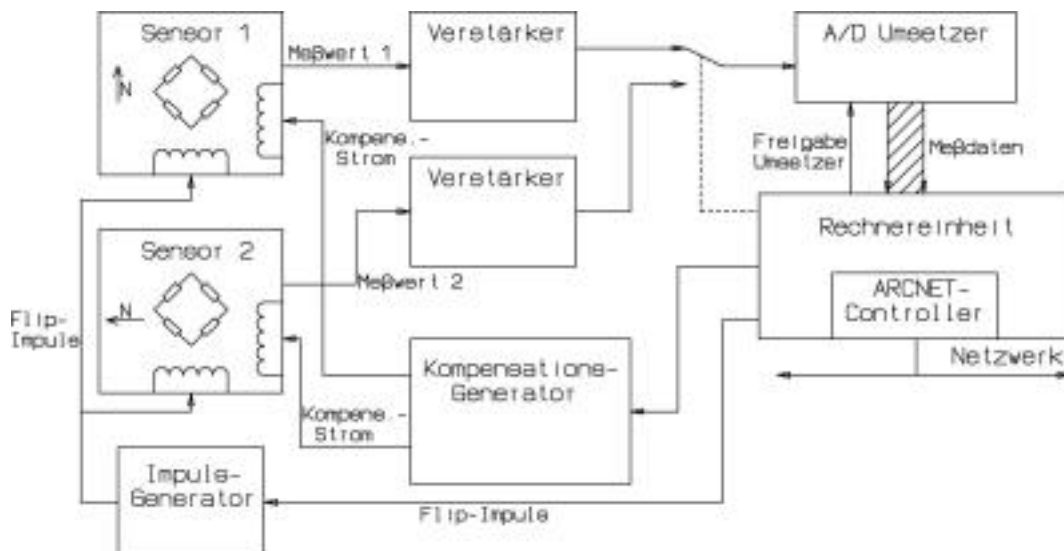 Sensor 1
N
Meßwert 1
Verstärker
A/D Umsetzer
Kompens.-
Strom
Freigabe
Umsetzer
Meßdaten
Verstärker
Rechnereinheit
Sensor 2
N
Meßwert 2
ARCNET-
Controller
Flip-
Impuls
Kompensations-
Generator
Netzwerk
Kompens.-
Strom
Impuls-
Generator
Flip-Impuls